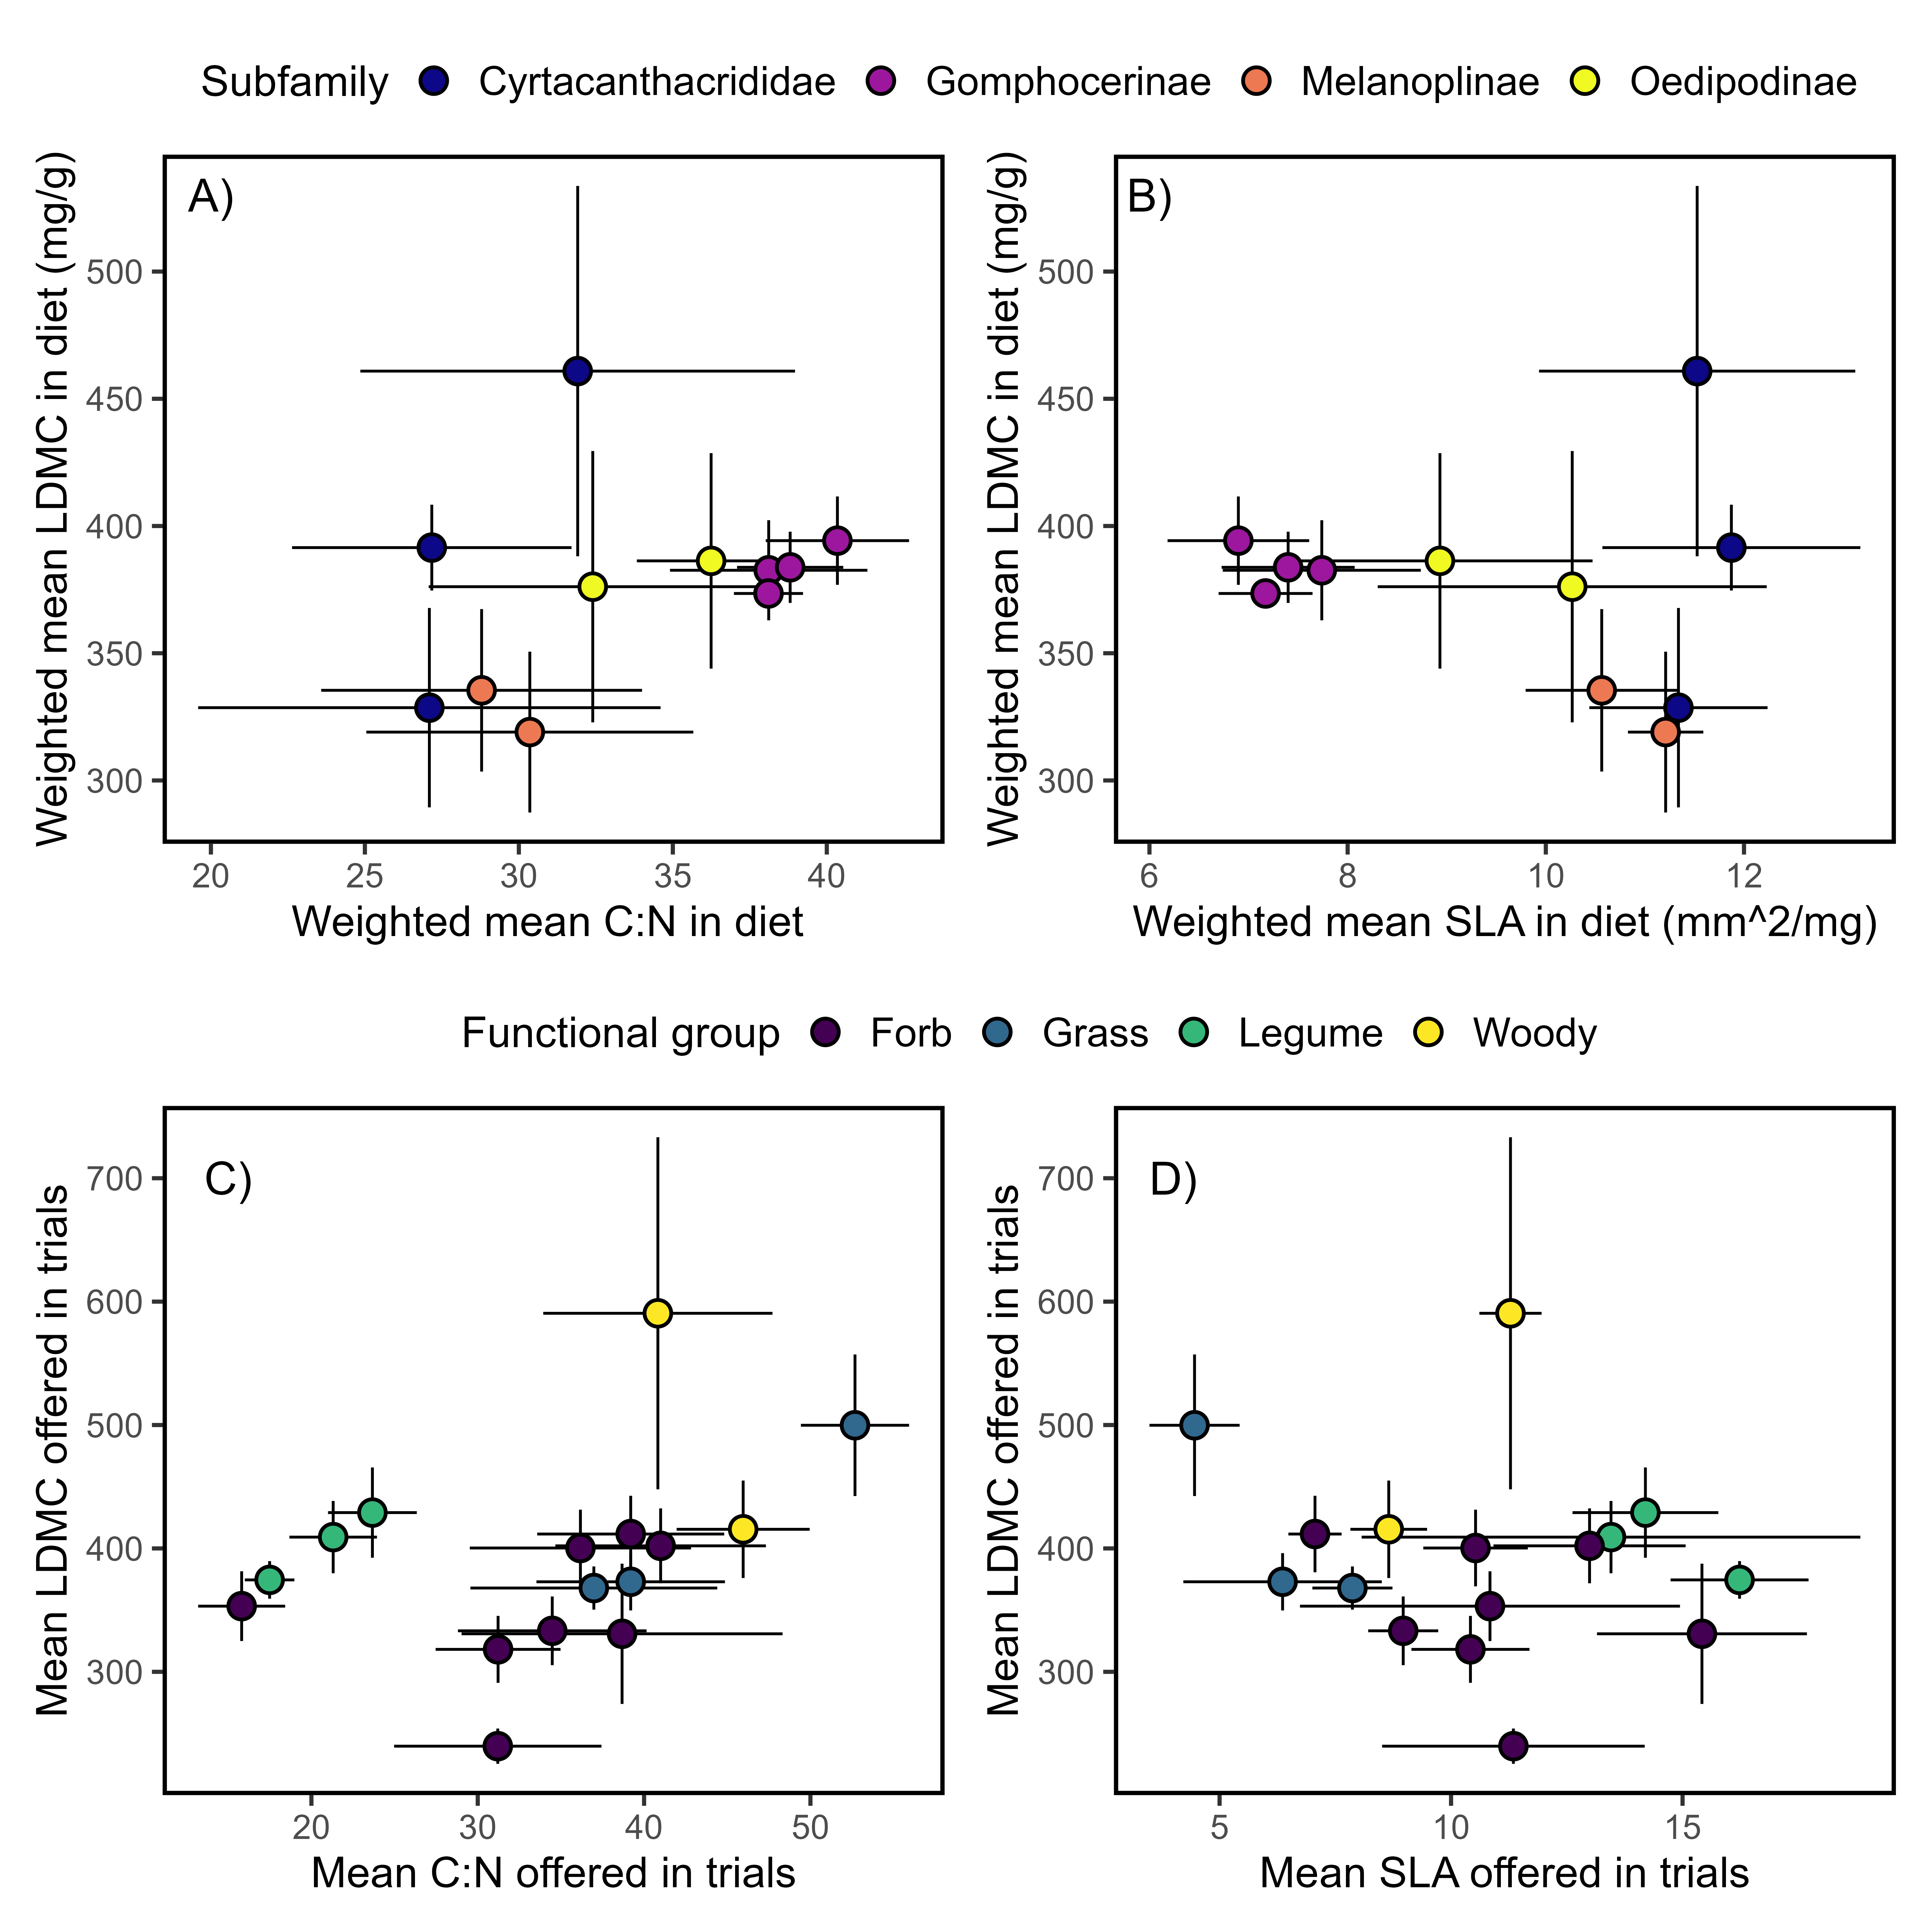 Subfamily Cyrtacanthacrididae Gomphocerinae Melanoplinae Oedipodinae
A)
Weighted mean LDMC in diet (mg/g)
500
450
400
350
300
20 25 30 35 40
Weighted mean C:N in diet
B)
Weighted mean LDMC in diet (mg/g)
500
450
400
350
300
6 8 10 12
Weighted mean SLA in diet (mm^2/mg)
Functional group Forb Grass Legume Woody
C)
Mean LDMC offered in trials
700
600
500
400
300
20 30 40 50
Mean C:N offered in trials
D)
Mean LDMC offered in trials
700
600
500
400
300
5 10 15
Mean SLA offered in trials